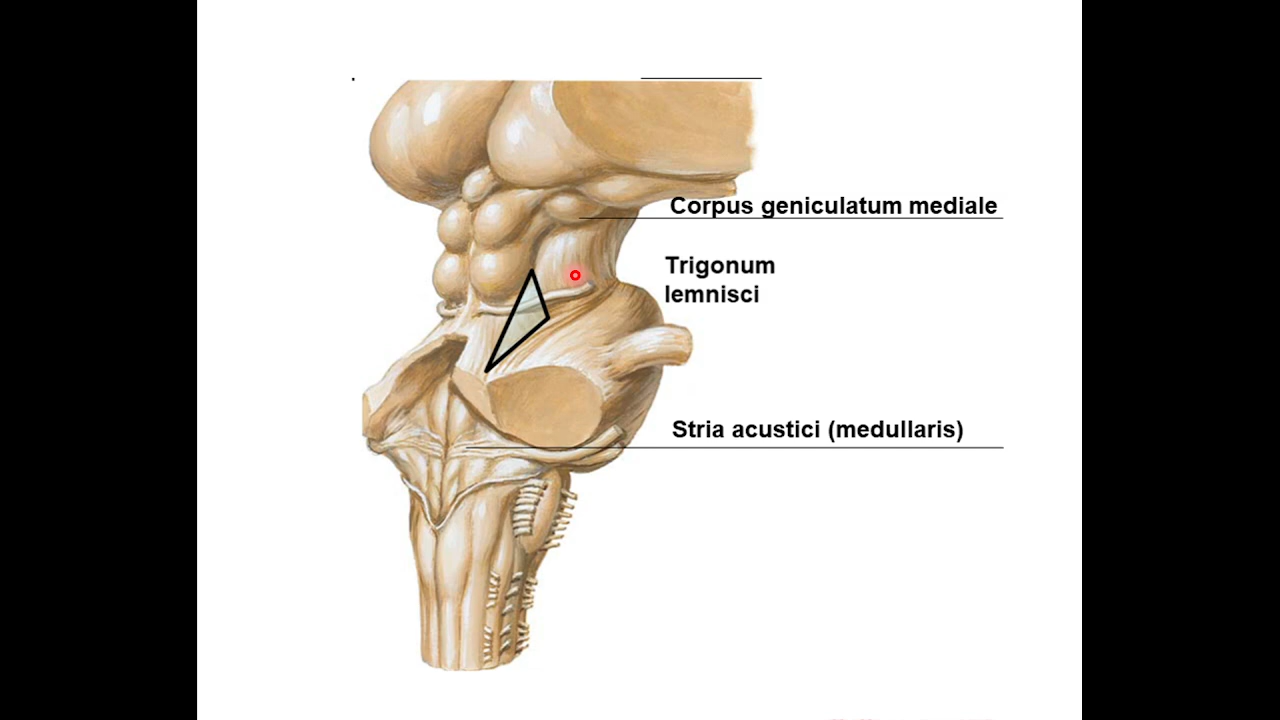 Corpus geniculatum mediale
Trigonum
lemnisci
Stria acustici (medullaris)